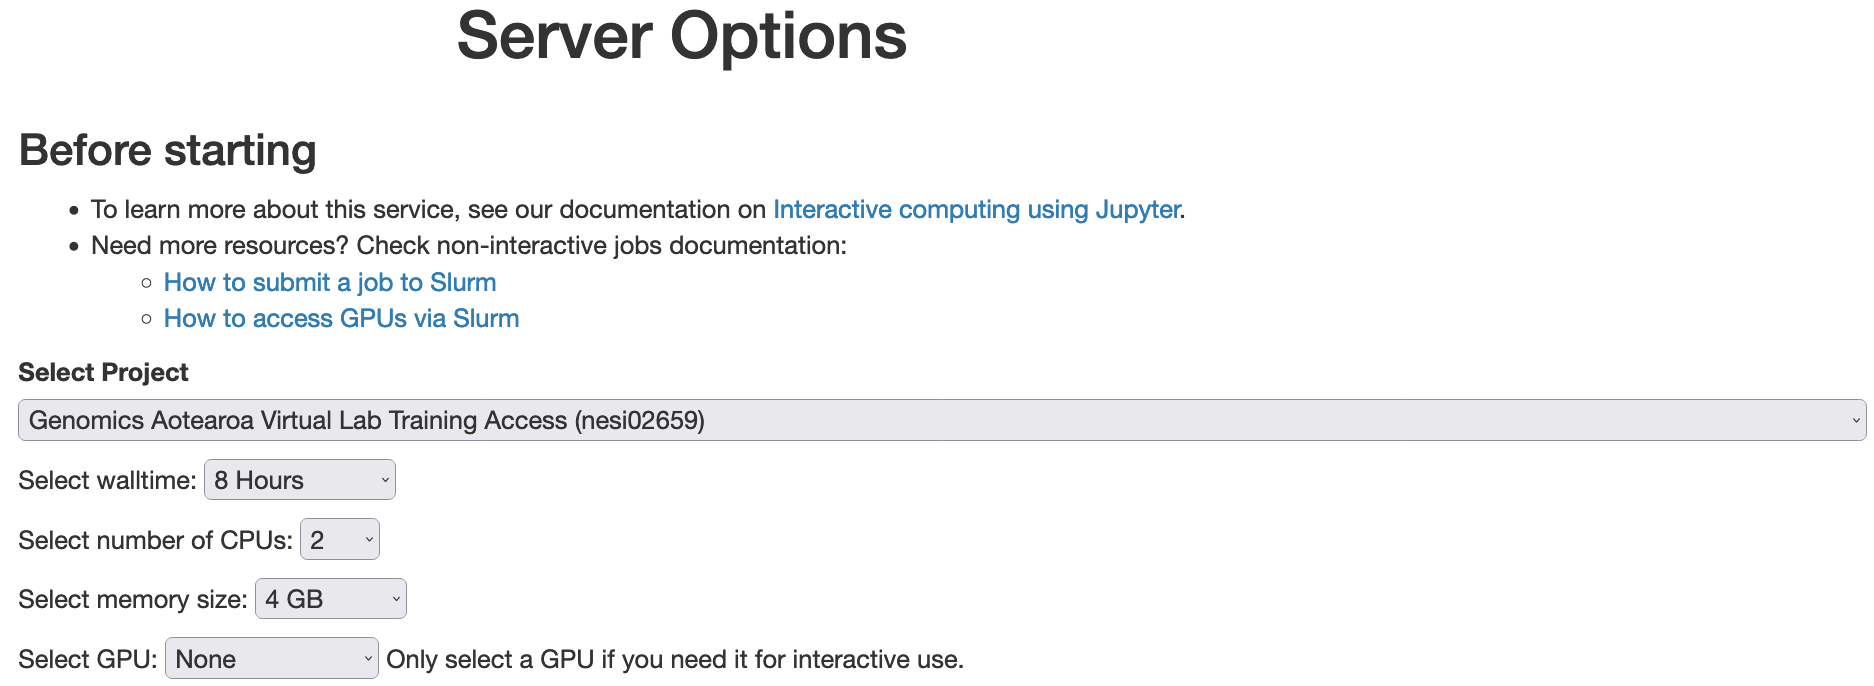 Server Options
Before starting
To learn more about this service, see our documentation on Interactive computing using Jupyter.
Need more resources? Check non-interactive jobs documentation:
How to submit a job to Slurm
How to access GPUs via Slurm
Select Project
Genomics Aotearoa Virtual Lab Training Access (nesi02659)
Select walltime: 8 Hours
Select number of CPUs: 2
Select memory size: 4 GB
Select GPU: None Only select a GPU if you need it for interactive use.